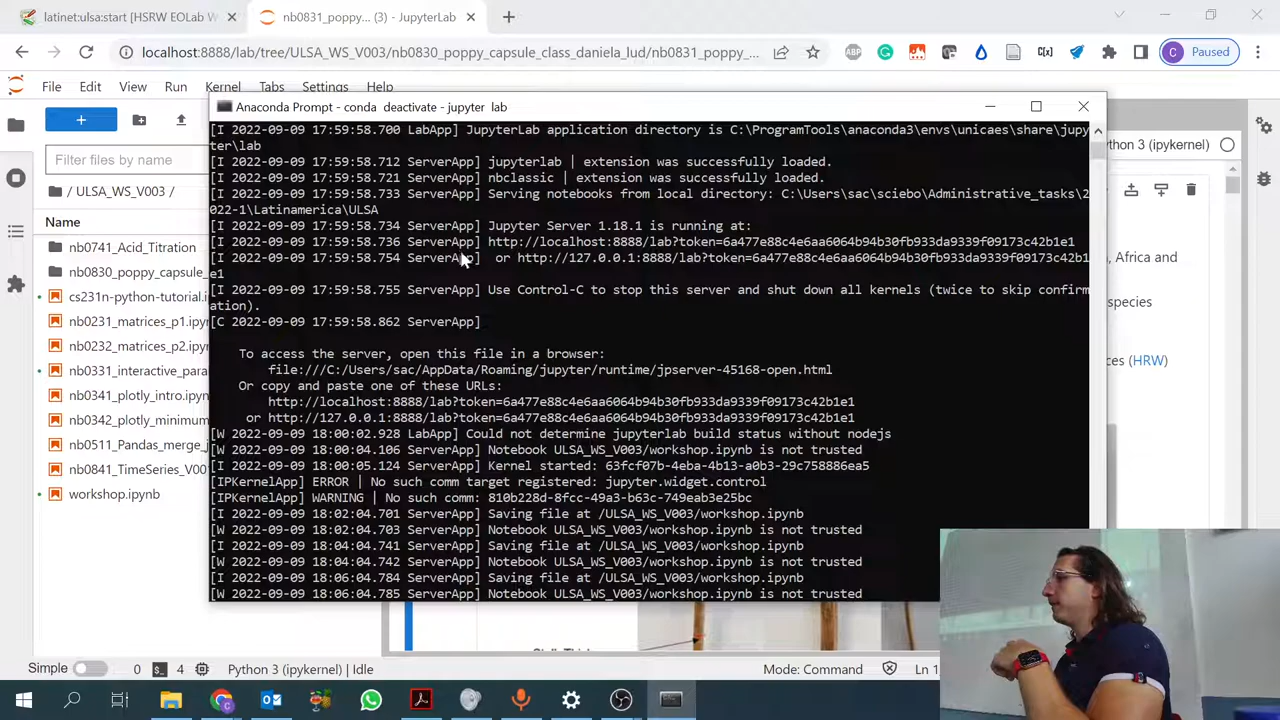 latinet:ulsa:start [HSRW EOLab W
nb0831_poppy... (3) - JupyterLab
localhost:8888/lab/tree/ULSA_WS_V003/nb0830_poppy_capsule_class_daniela_lud/nb0831_poppy_...
ABP
C[x]
C Paused
File Edit View Run Kernel Tabs Settings Help
Anaconda Prompt - conda deactivate - jupyter lab
Filter files by name
/ ULSA_WS_V003 /
Name
nb0741_Acid_Titration
nb0830_poppy_capsule_
cs231n-python-tutorial.i
nb0231_matrices_p1.ipyn
nb0232_matrices_p2.ipyn
nb0331_interactive_para
nb0341_plotly_intro.ipyn
nb0342_plotly_minimum
nb0511_Pandas_merge_j
nb0841_TimeSeries_V00
workshop.ipynb
[I 2022-09-09 17:59:58.700 LabApp] JupyterLab application directory is C:\ProgramTools\anaconda3\envs\unicaes\share\jupy
ter\lab
[I 2022-09-09 17:59:58.712 ServerApp] jupyterlab | extension was successfully loaded.
[I 2022-09-09 17:59:58.721 ServerApp] nbclassic | extension was successfully loaded.
[I 2022-09-09 17:59:58.733 ServerApp] Serving notebooks from local directory: C:\Users\sac\sciebo\Administrative_tasks\2
022-1\Latinamerica\ULSA
[I 2022-09-09 17:59:58.734 ServerApp] Jupyter Server 1.18.1 is running at:
[I 2022-09-09 17:59:58.736 ServerApp] http://localhost:8888/lab?token=6a477e88c4e6aa6064b94b30fb933da9339f09173c42b1e1
[I 2022-09-09 17:59:58.754 ServerApp]  or http://127.0.0.1:8888/lab?token=6a477e88c4e6aa6064b94b30fb933da9339f09173c42b1
e1
[I 2022-09-09 17:59:58.755 ServerApp] Use Control-C to stop this server and shut down all kernels (twice to skip confirm
ation).
[C 2022-09-09 17:59:58.862 ServerApp]
To access the server, open this file in a browser:
file:///C:/Users/sac/AppData/Roaming/jupyter/runtime/jpserver-45168-open.html
Or copy and paste one of these URLs:
http://localhost:8888/lab?token=6a477e88c4e6aa6064b94b30fb933da9339f09173c42b1e1
or http://127.0.0.1:8888/lab?token=6a477e88c4e6aa6064b94b30fb933da9339f09173c42b1e1
[W 2022-09-09 18:00:02.928 LabApp] Could not determine jupyterlab build status without nodejs
[W 2022-09-09 18:00:04.106 ServerApp] Notebook ULSA_WS_V003/workshop.ipynb is not trusted
[I 2022-09-09 18:00:05.124 ServerApp] Kernel started: 63fcf07b-4eba-4b13-a0b3-29c758886ea5
[IPKernelApp] ERROR | No such comm target registered: jupyter.widget.control
[IPKernelApp] WARNING | No such comm: 810b228d-8fcc-49a3-b63c-749eab3e25bc
[I 2022-09-09 18:02:04.701 ServerApp] Saving file at /ULSA_WS_V003/workshop.ipynb
[W 2022-09-09 18:02:04.703 ServerApp] Notebook ULSA_WS_V003/workshop.ipynb is not trusted
[I 2022-09-09 18:04:04.741 ServerApp] Saving file at /ULSA_WS_V003/workshop.ipynb
[W 2022-09-09 18:04:04.742 ServerApp] Notebook ULSA_WS_V003/workshop.ipynb is not trusted
[I 2022-09-09 18:06:04.784 ServerApp] Saving file at /ULSA_WS_V003/workshop.ipynb
[W 2022-09-09 18:06:04.785 ServerApp] Notebook ULSA_WS_V003/workshop.ipynb is not trusted
thon 3 (ipykernel)
, Africa and
species
ces (HRW)
Simple 0 4 Python 3 (ipykernel) | Idle
Mode: Command Ln 1